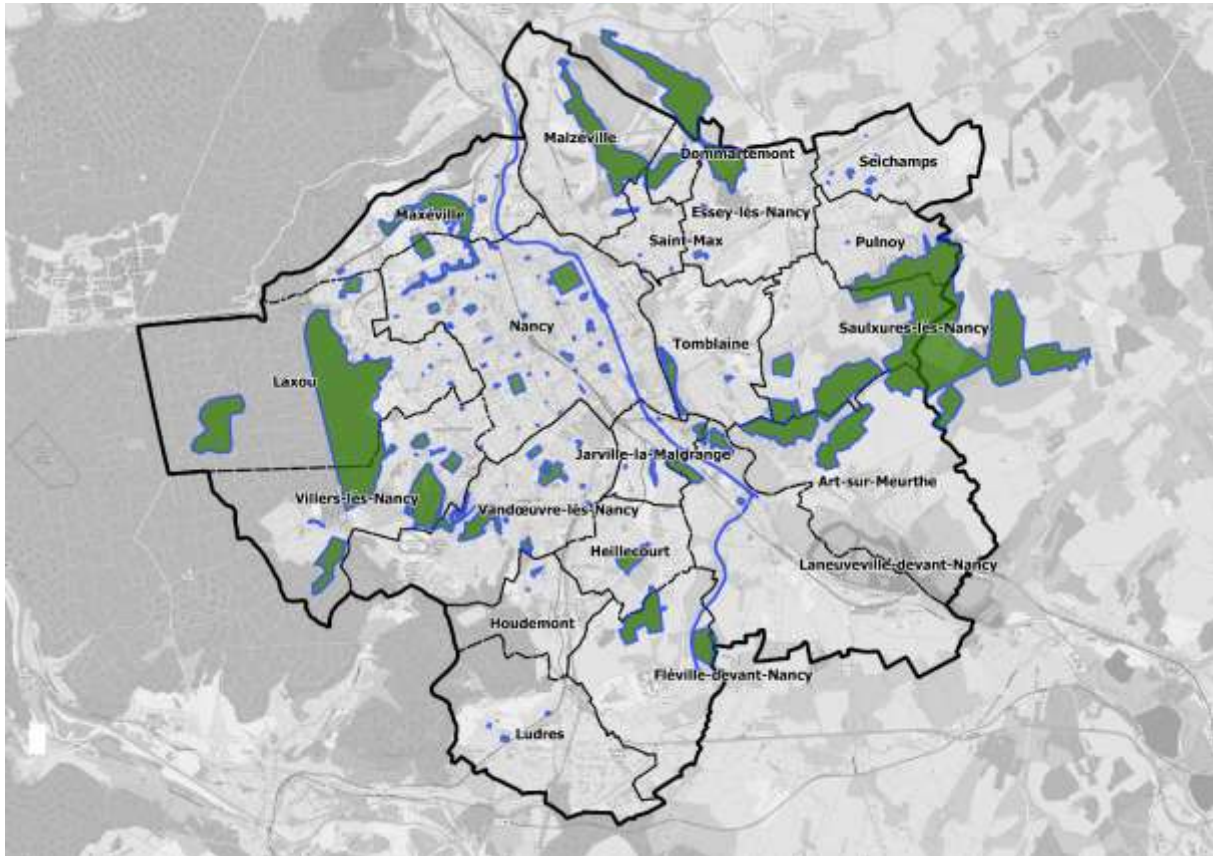 Malzéville
Dommartemont
Seichamps
Maxéville
Essey-lès-Nancy
Saint-Max
Pulnoy
Nancy
Saulxures-lès-Nancy
Tomblaine
Laxou
Jarville-la-Malgrange
Art-sur-Meurthe
Villers-lès-Nancy
Vandœuvre-lès-Nancy
Heillecourt
Laneuveville-devant-Nancy
Houdemont
Fléville-devant-Nancy
Ludres